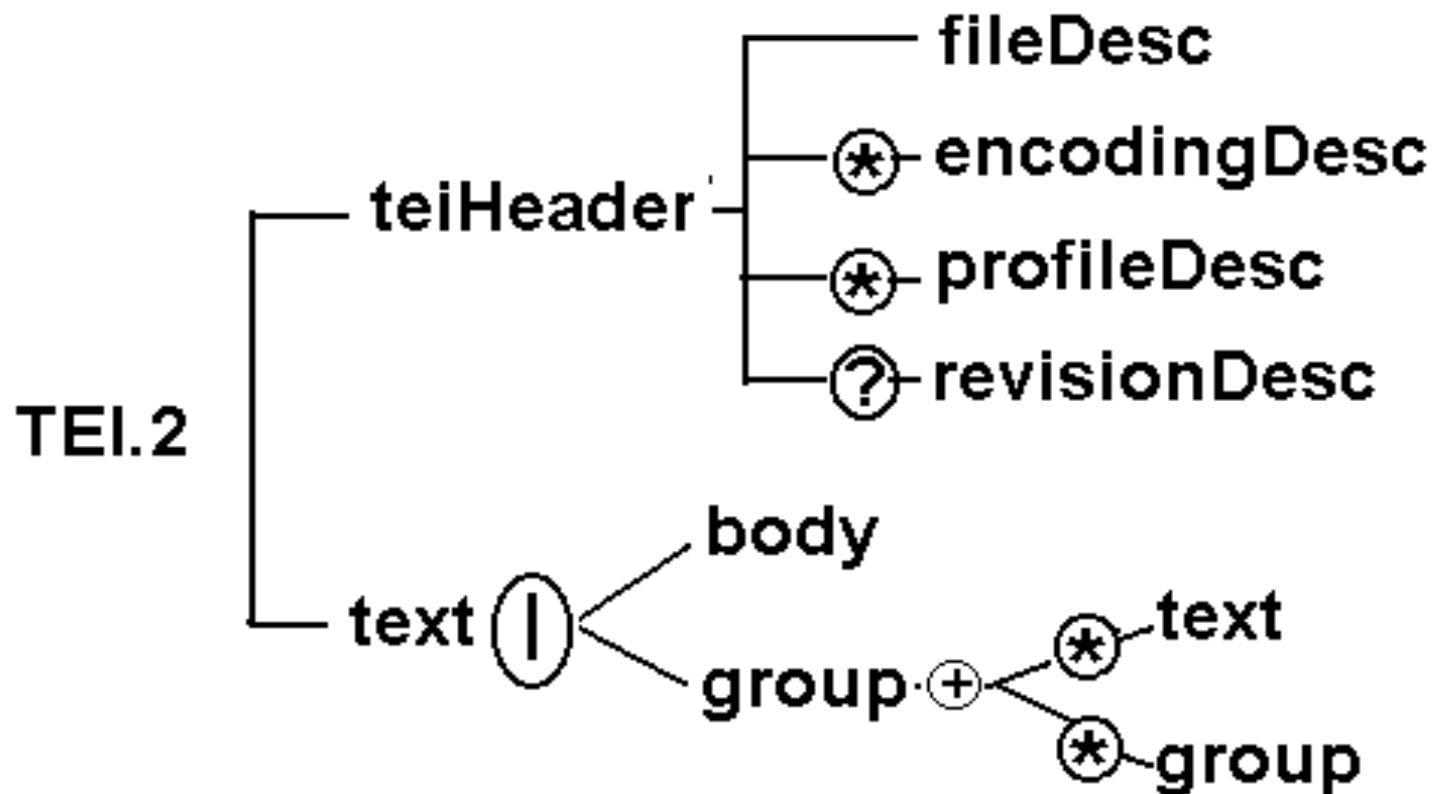 fileDesc
* encodingDesc
teiHeader
* profileDesc
? revisionDesc
TEI.2
body
text |
* text
group +
* group